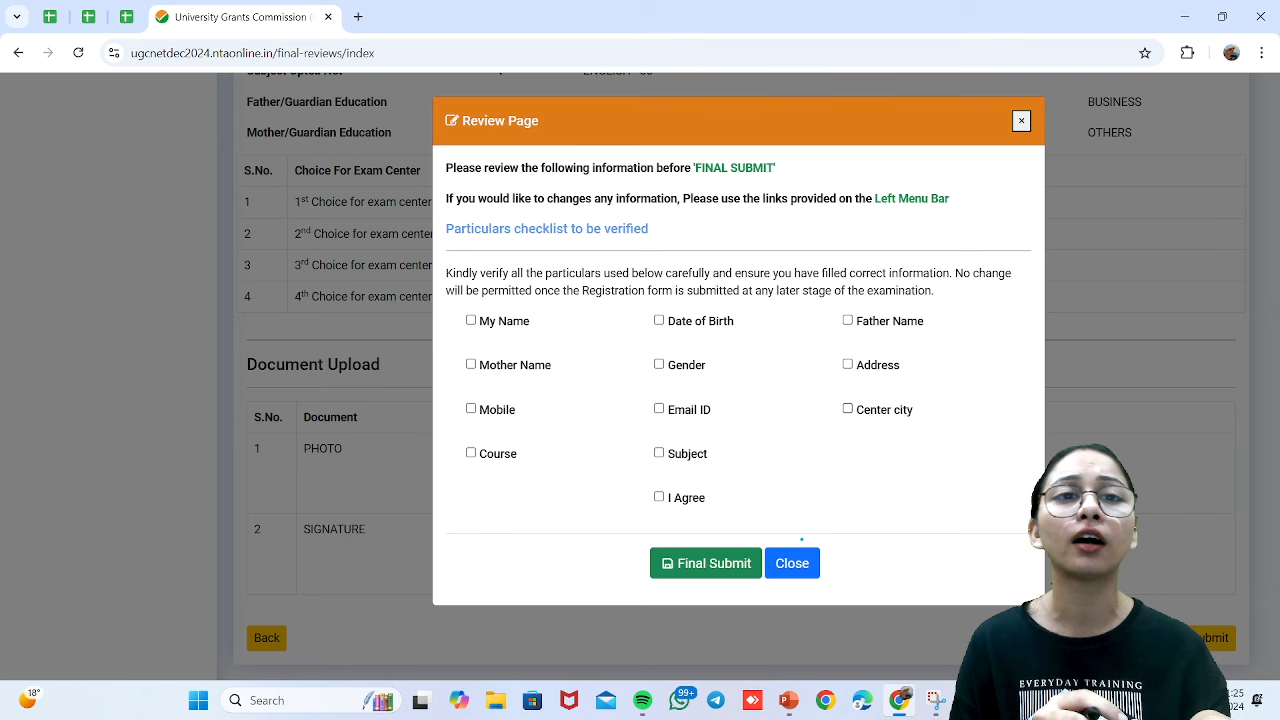 University Grants Commission
ugcnetdec2024.ntaonline.in/final-reviews/index
Father/Guardian Education
BUSINESS
Mother/Guardian Education
OTHERS
S.No.
Choice For Exam Center
1
1st Choice for exam center
2
2nd Choice for exam center
3
3rd Choice for exam center
4
4th Choice for exam center
Document Upload
S.No.
Document
1
PHOTO
2
SIGNATURE
Back
Review Page
×
Please review the following information before 'FINAL SUBMIT'
If you would like to changes any information, Please use the links provided on the Left Menu Bar
Particulars checklist to be verified
Kindly verify all the particulars used below carefully and ensure you have filled correct information. No change
will be permitted once the Registration form is submitted at any later stage of the examination.
My Name
Date of Birth
Father Name
Mother Name
Gender
Address
Mobile
Email ID
Center city
Course
Subject
I Agree
Final Submit
Close
EVERYDAY TRAINING
18°
Search
99+